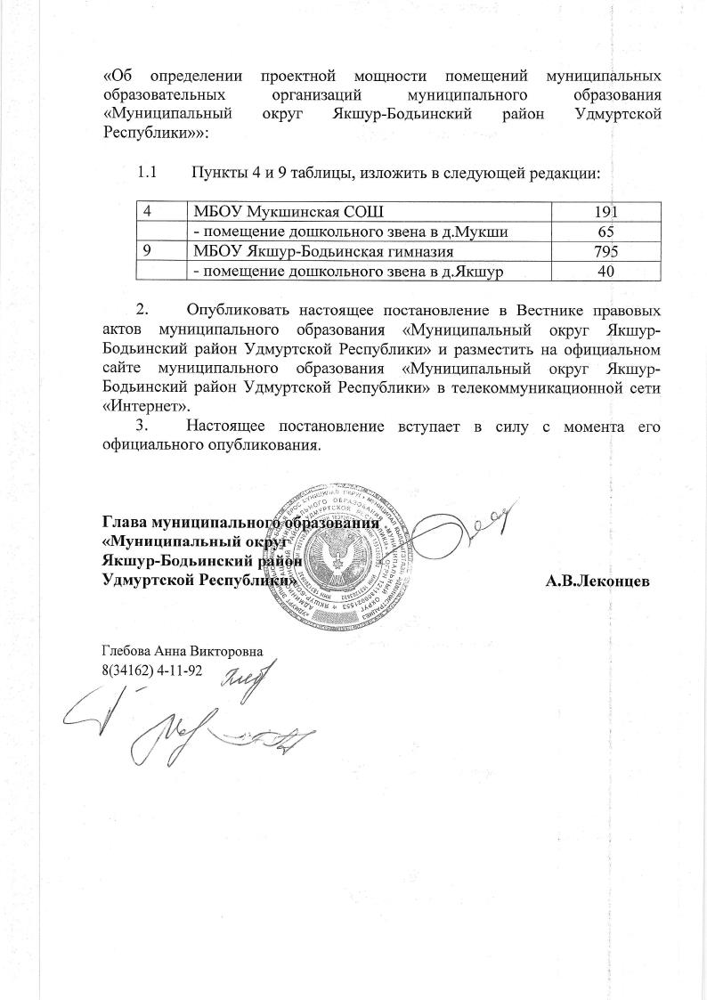 «Об определении проектной мощности помещений муниципальных
образовательных организаций муниципального образования
«Муниципальный округ Якшур-Бодьинский район Удмуртской
Республики»»:
1.1 Пункты 4 и 9 таблицы, изложить в следующей редакции:
4 МБОУ Мукшинская СОШ 191
- помещение дошкольного звена в д.Мукши 65
9 МБОУ Якшур-Бодьинская гимназия 795
- помещение дошкольного звена в д.Якшур 40
2. Опубликовать настоящее постановление в Вестнике правовых
актов муниципального образования «Муниципальный округ Якшур-
Бодьинский район Удмуртской Республики» и разместить на официальном
сайте муниципального образования «Муниципальный округ Якшур-
Бодьинский район Удмуртской Республики» в телекоммуникационной сети
«Интернет».
3. Настоящее постановление вступает в силу с момента его
официального опубликования.
Глава муниципального образования
«Муниципальный округ
Якшур-Бодьинский район
Удмуртской Республики» А.В.Леконцев
Глебова Анна Викторовна
8(34162) 4-11-92